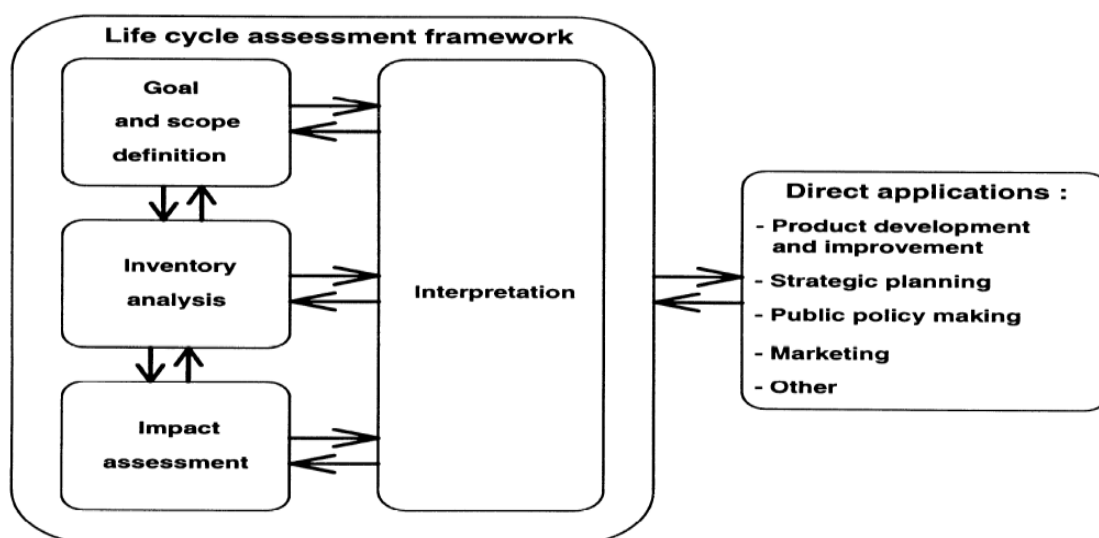 Life cycle assessment framework
Goal
and scope
definition
Inventory
analysis
Impact
assessment
Interpretation
Direct applications :
- Product development
and improvement
- Strategic planning
- Public policy making
- Marketing
- Other